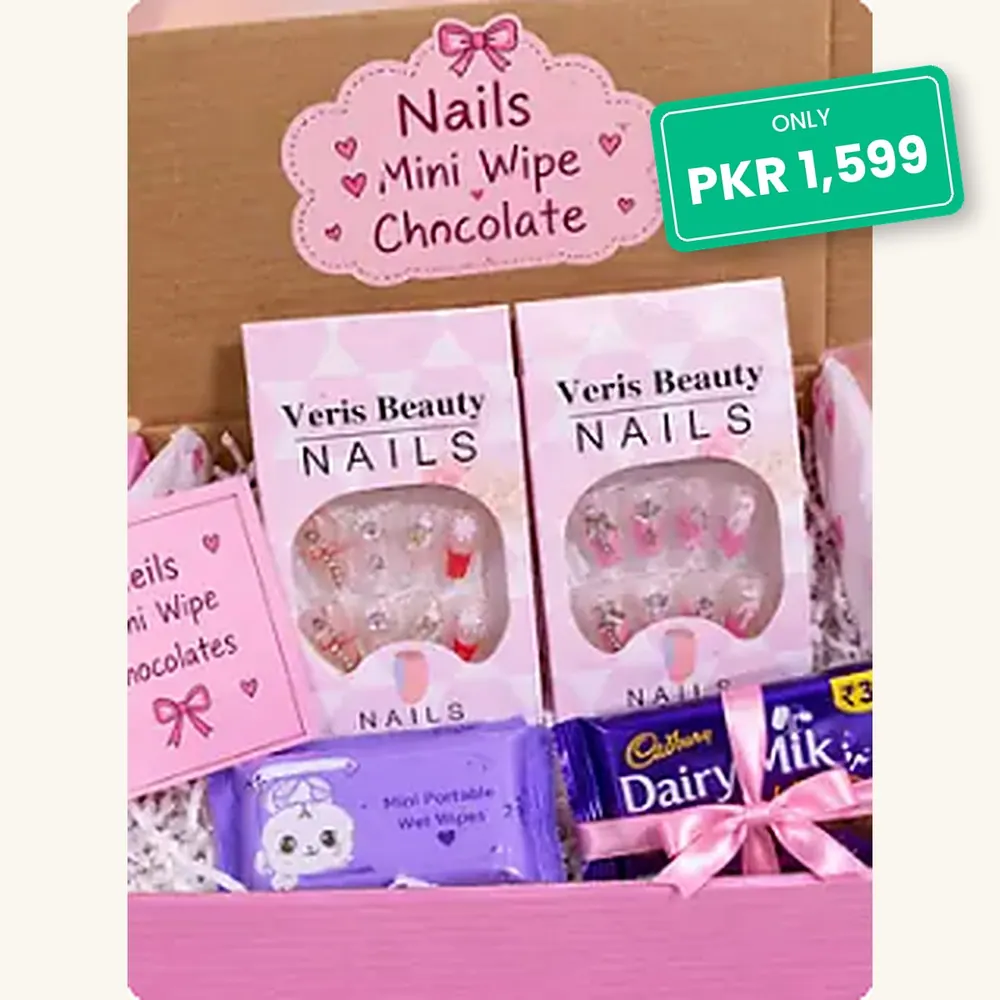 Nails
Mini Wipe
Chncolate
ONLY
PKR 1,599
Veris Beauty
NAILS
Veris Beauty
NAILS
eils
ni Wipe
nocolates
NAILS
NAILS
Mini Portable
Wet Wipes
Cadbury
Dairy Milk
₹3